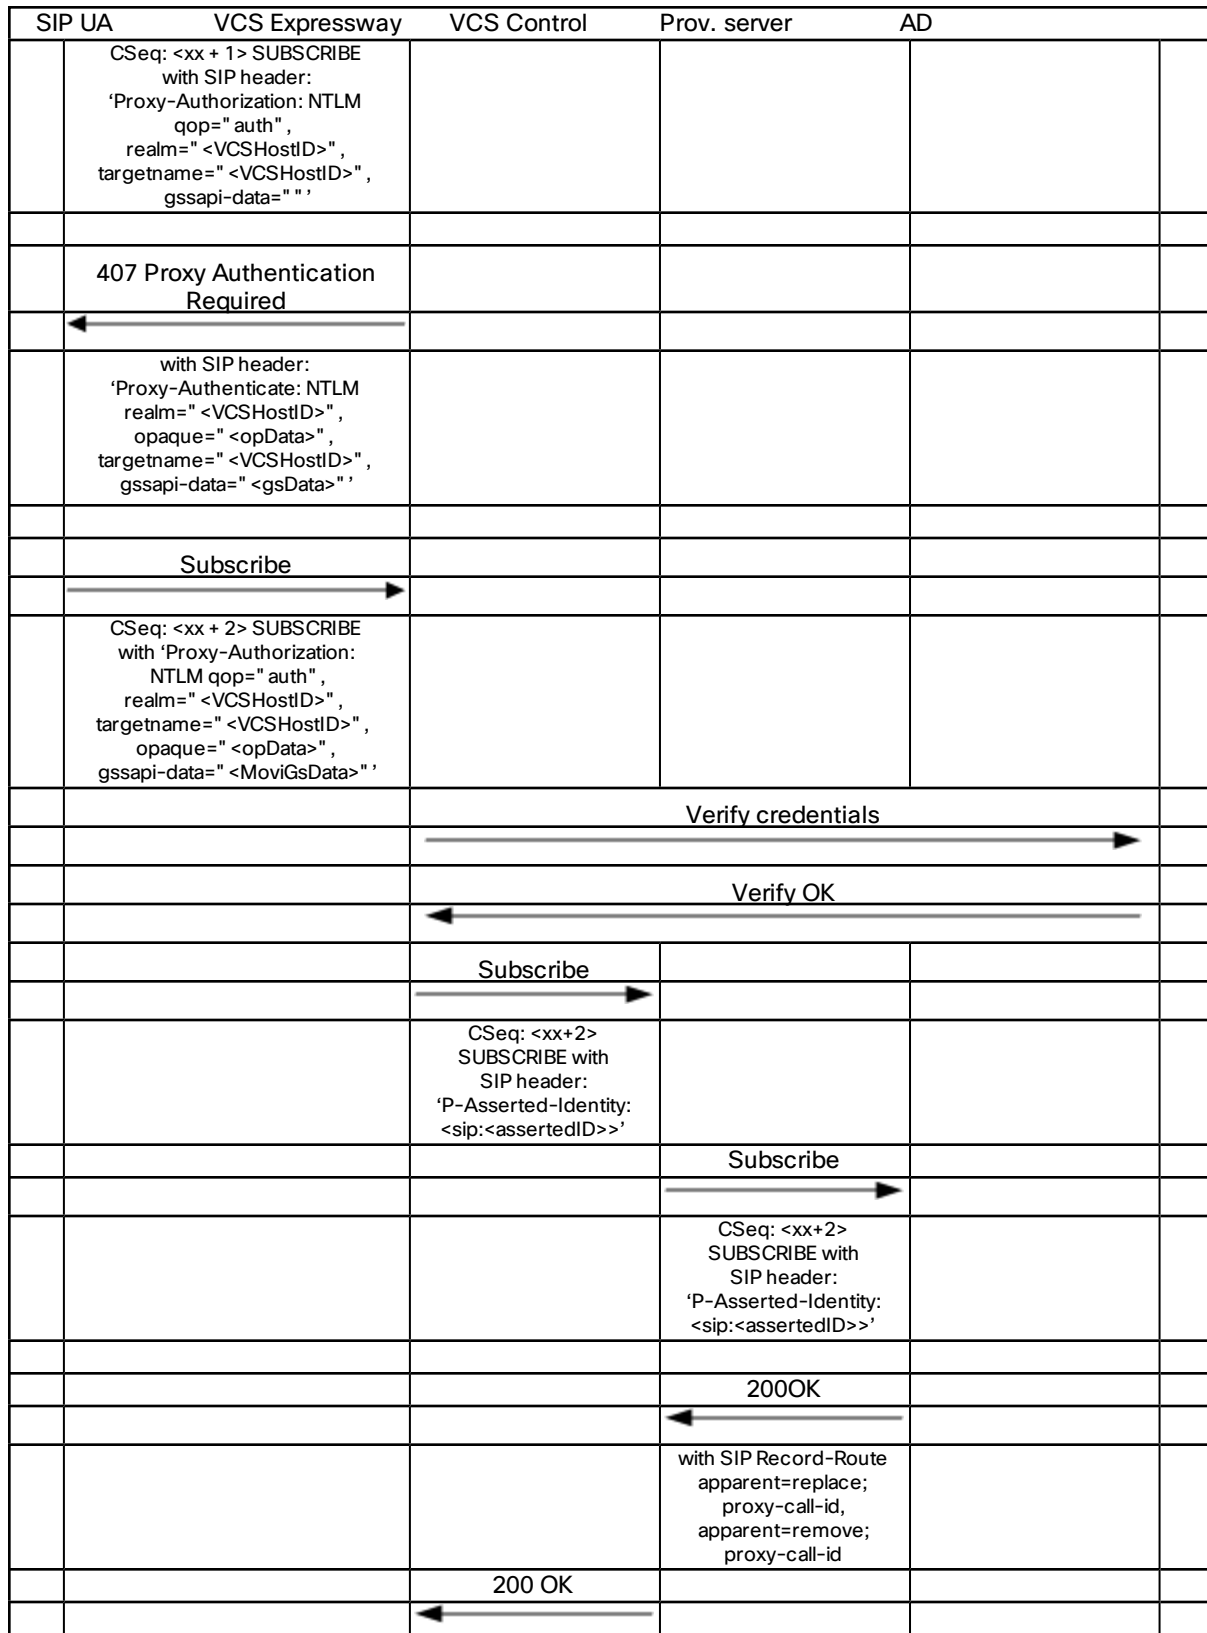 SIP UA VCS Expressway VCS Control Prov. server AD
CSeq: <xx + 1> SUBSCRIBE
with SIP header:
‘Proxy-Authorization: NTLM
qop="auth",
realm="<VCSHostID>",
targetname="<VCSHostID>",
gssapi-data=""’
407 Proxy Authentication
Required
with SIP header:
‘Proxy-Authenticate: NTLM
realm="<VCSHostID>",
opaque="<opData>",
targetname="<VCSHostID>",
gssapi-data="<gsData>"’
Subscribe
CSeq: <xx + 2> SUBSCRIBE
with ‘Proxy-Authorization:
NTLM qop="auth",
realm="<VCSHostID>",
targetname="<VCSHostID>",
opaque="<opData>",
gssapi-data="<MoviGsData>"’
Verify credentials
Verify OK
Subscribe
CSeq: <xx+2>
SUBSCRIBE with
SIP header:
‘P-Asserted-Identity:
<sip:<assertedID>>’
Subscribe
CSeq: <xx+2>
SUBSCRIBE with
SIP header:
‘P-Asserted-Identity:
<sip:<assertedID>>’
200OK
with SIP Record-Route
apparent=replace;
proxy-call-id,
apparent=remove;
proxy-call-id
200 OK